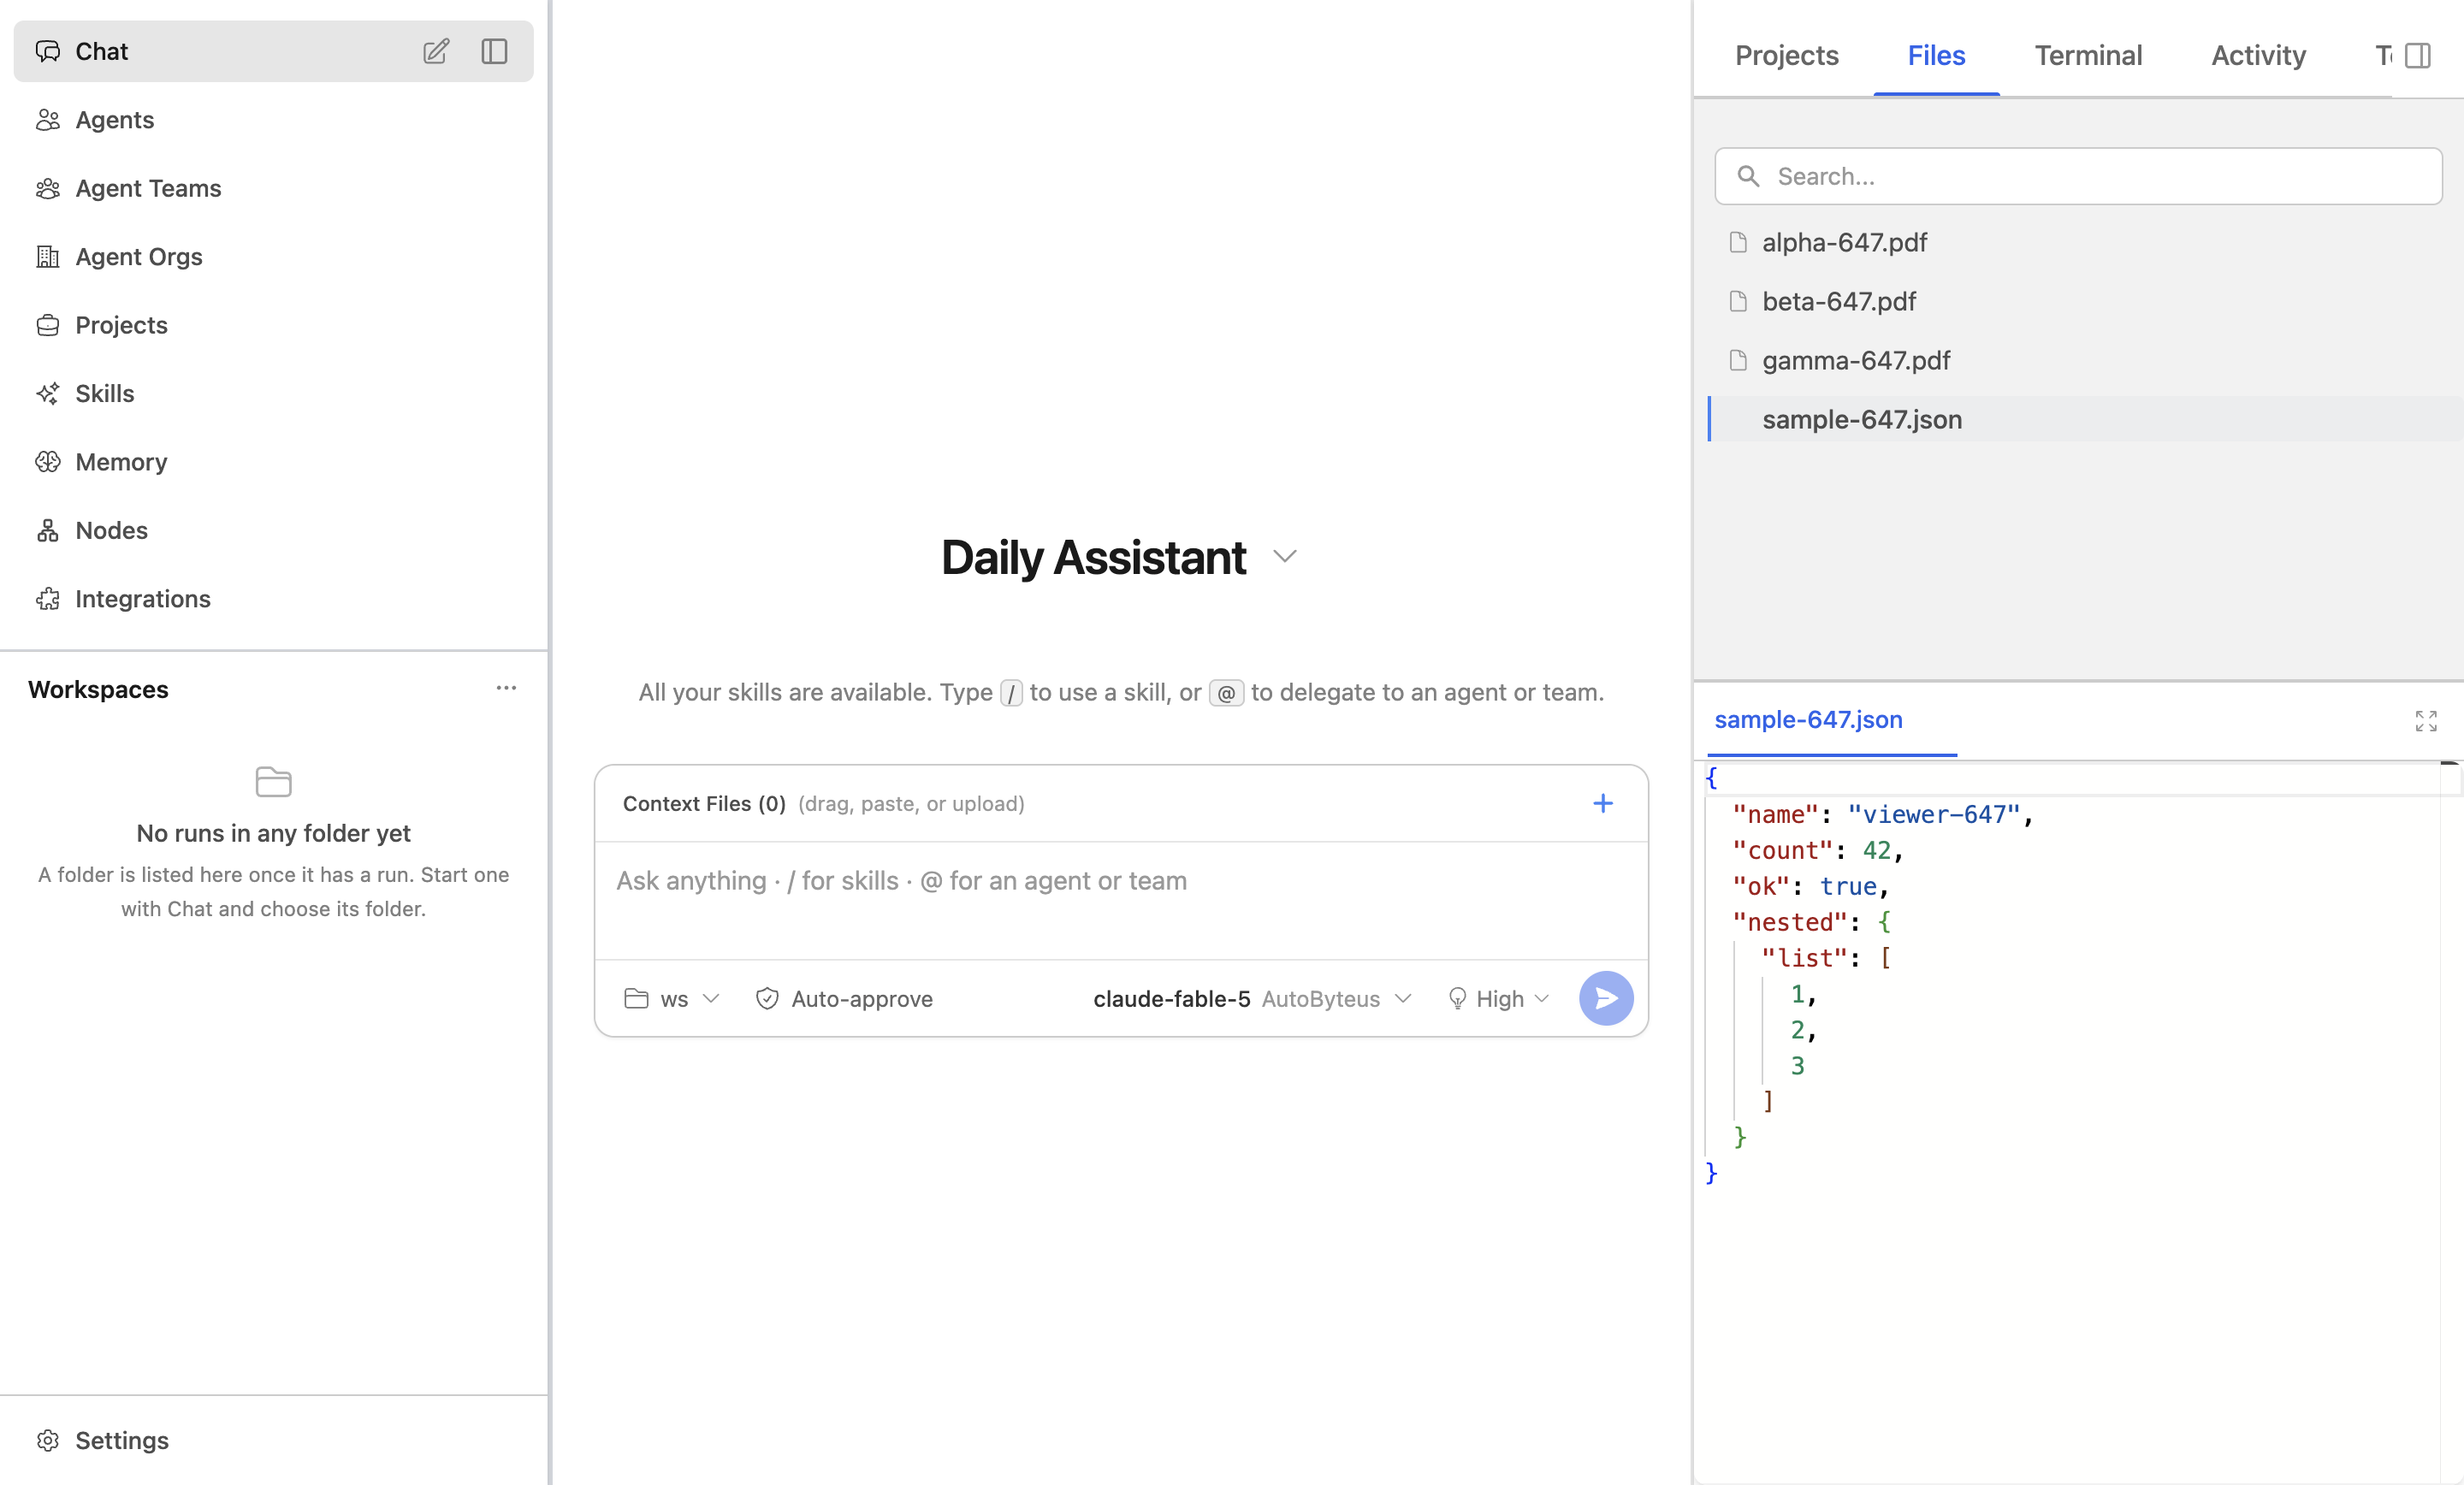 Chat
Agents
Agent Teams
Agent Orgs
Projects
Skills
Memory
Nodes
Integrations
Workspaces
No runs in any folder yet
A folder is listed here once it has a run. Start one
with Chat and choose its folder.
Settings
Daily Assistant
All your skills are available. Type / to use a skill, or @ to delegate to an agent or team.
Context Files (0) (drag, paste, or upload)
Ask anything · / for skills · @ for an agent or team
ws Auto-approve claude-fable-5 AutoByteus High
Projects Files Terminal Activity
Search...
alpha-647.pdf
beta-647.pdf
gamma-647.pdf
sample-647.json
sample-647.json
{
"name": "viewer-647",
"count": 42,
"ok": true,
"nested": {
"list": [
1,
2,
3
]
}
}